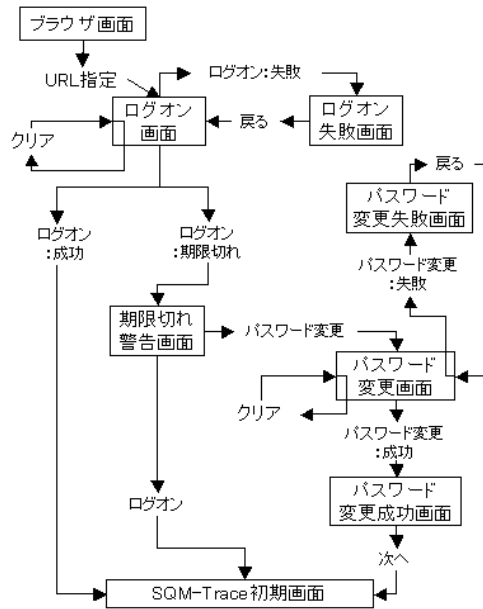 ブラウザ画面
URL指定
ログオン:失敗
ログオン
画面
戻る
ログオン
失敗画面
クリア
戻る
パスワード
変更失敗画面
ログオン
:成功
ログオン
:期限切れ
パスワード変更
:失敗
期限切れ
警告画面
パスワード変更
パスワード
変更画面
クリア
パスワード変更
:成功
ログオン
パスワード
変更成功画面
次へ
SQM-Trace初期画面